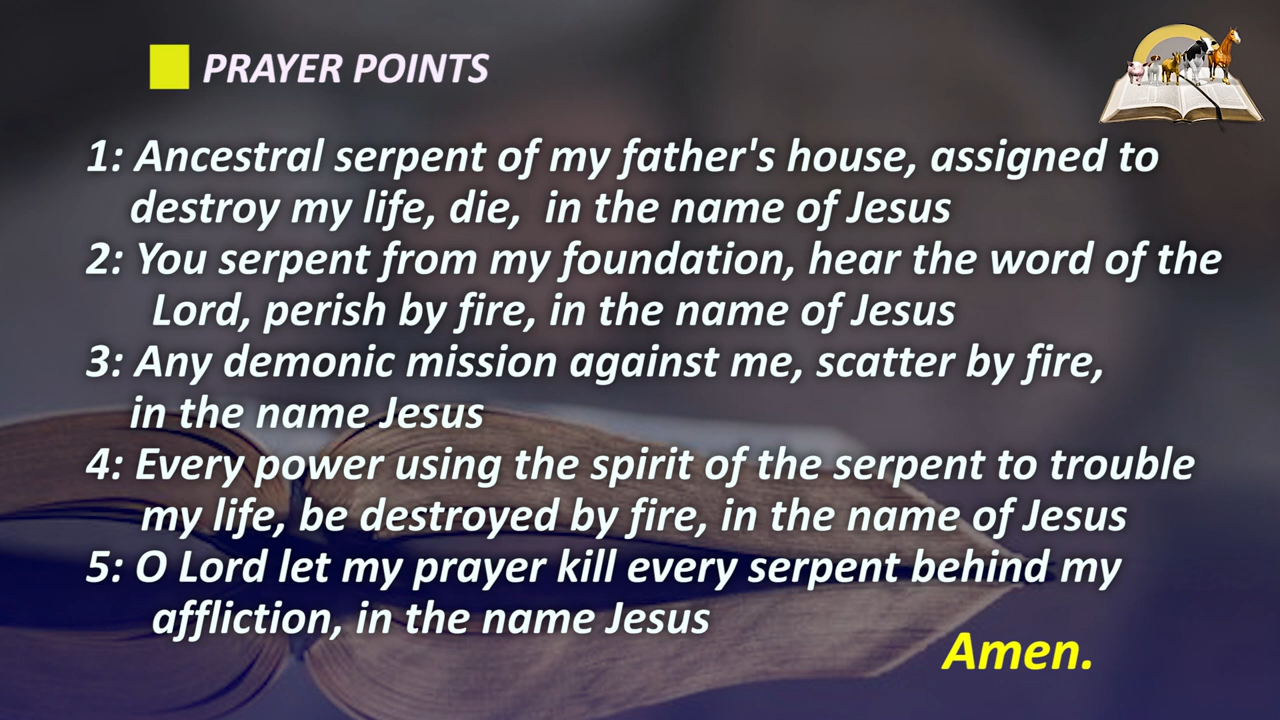 PRAYER POINTS
1: Ancestral serpent of my father's house, assigned to
destroy my life, die, in the name of Jesus
2: You serpent from my foundation, hear the word of the
Lord, perish by fire, in the name of Jesus
3: Any demonic mission against me, scatter by fire,
in the name Jesus
4: Every power using the spirit of the serpent to trouble
my life, be destroyed by fire, in the name of Jesus
5: O Lord let my prayer kill every serpent behind my
affliction, in the name Jesus
Amen.